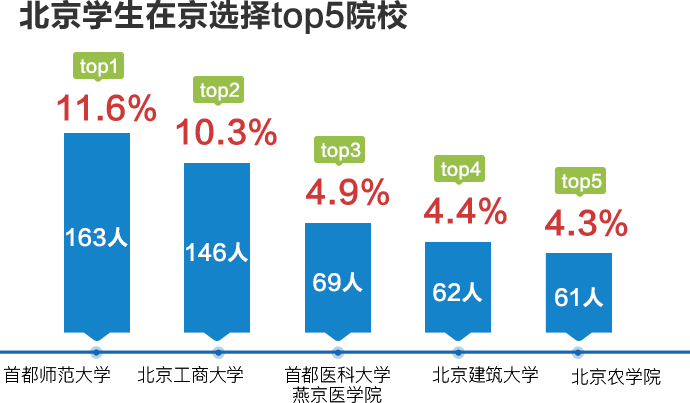 北京学生在京选择top5院校
top1
11.6%
163人
top2
10.3%
146人
top3
4.9%
69人
top4
4.4%
62人
top5
4.3%
61人
首都师范大学
北京工商大学
首都医科大学
燕京医学院
北京建筑大学
北京农学院